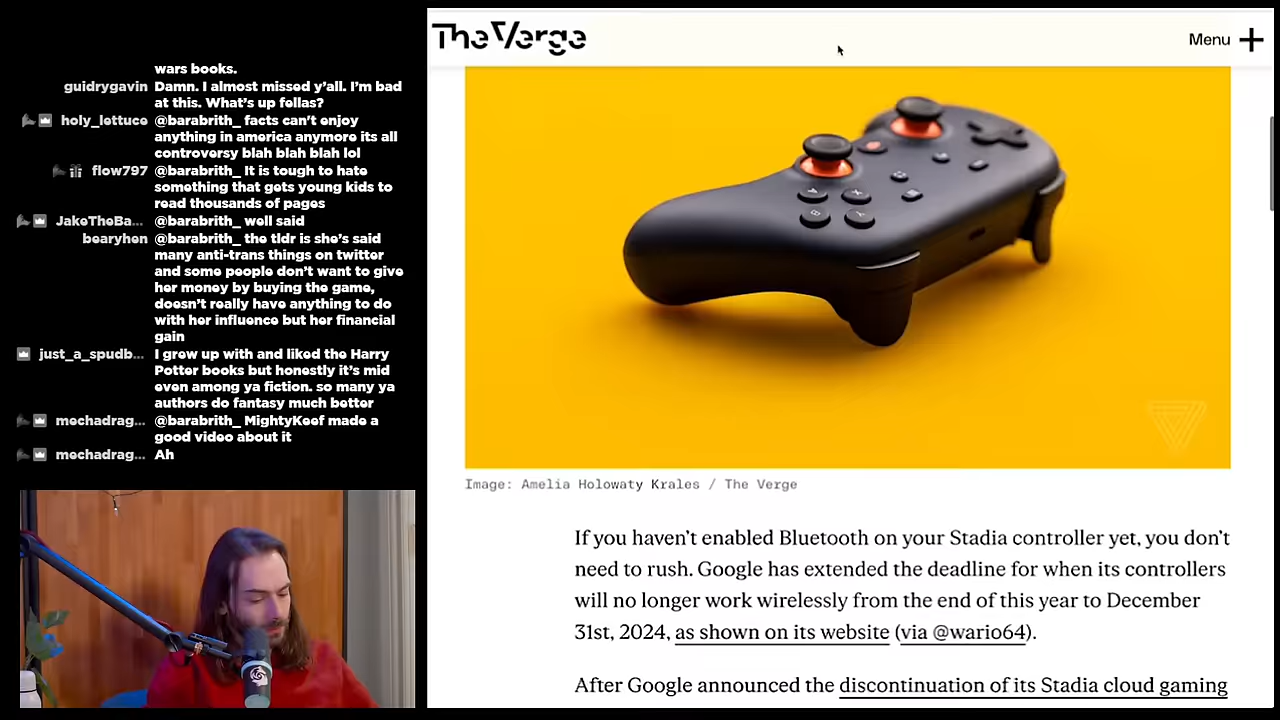 wars books.
guidrygavin Damn. I almost missed y'all. I'm bad
at this. What's up fellas?
holy_lettuce @barabrith_ facts can't enjoy
anything in america anymore its all
controversy blah blah blah lol
flow797 @barabrith_ It is tough to hate
something that gets young kids to
read thousands of pages
JakeTheBa... @barabrith_ well said
bearyhen @barabrith_ the tldr is she's said
many anti-trans things on twitter
and some people don't want to give
her money by buying the game,
doesn't really have anything to do
with her influence but her financial
gain
just_a_spudb... I grew up with and liked the Harry
Potter books but honestly it's mid
even among ya fiction. so many ya
authors do fantasy much better
mechadrag... @barabrith_ MightyKeef made a
good video about it
mechadrag... Ah
The Verge
Menu
Image: Amelia Holowaty Krales / The Verge
If you haven't enabled Bluetooth on your Stadia controller yet, you don't
need to rush. Google has extended the deadline for when its controllers
will no longer work wirelessly from the end of this year to December
31st, 2024, as shown on its website (via @wario64).
After Google announced the discontinuation of its Stadia cloud gaming